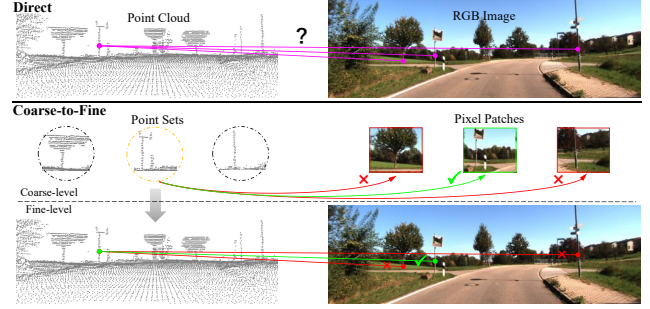 Direct
Point Cloud
?
RGB Image
Coarse-to-Fine
Point Sets
Pixel Patches
Coarse-level
Fine-level